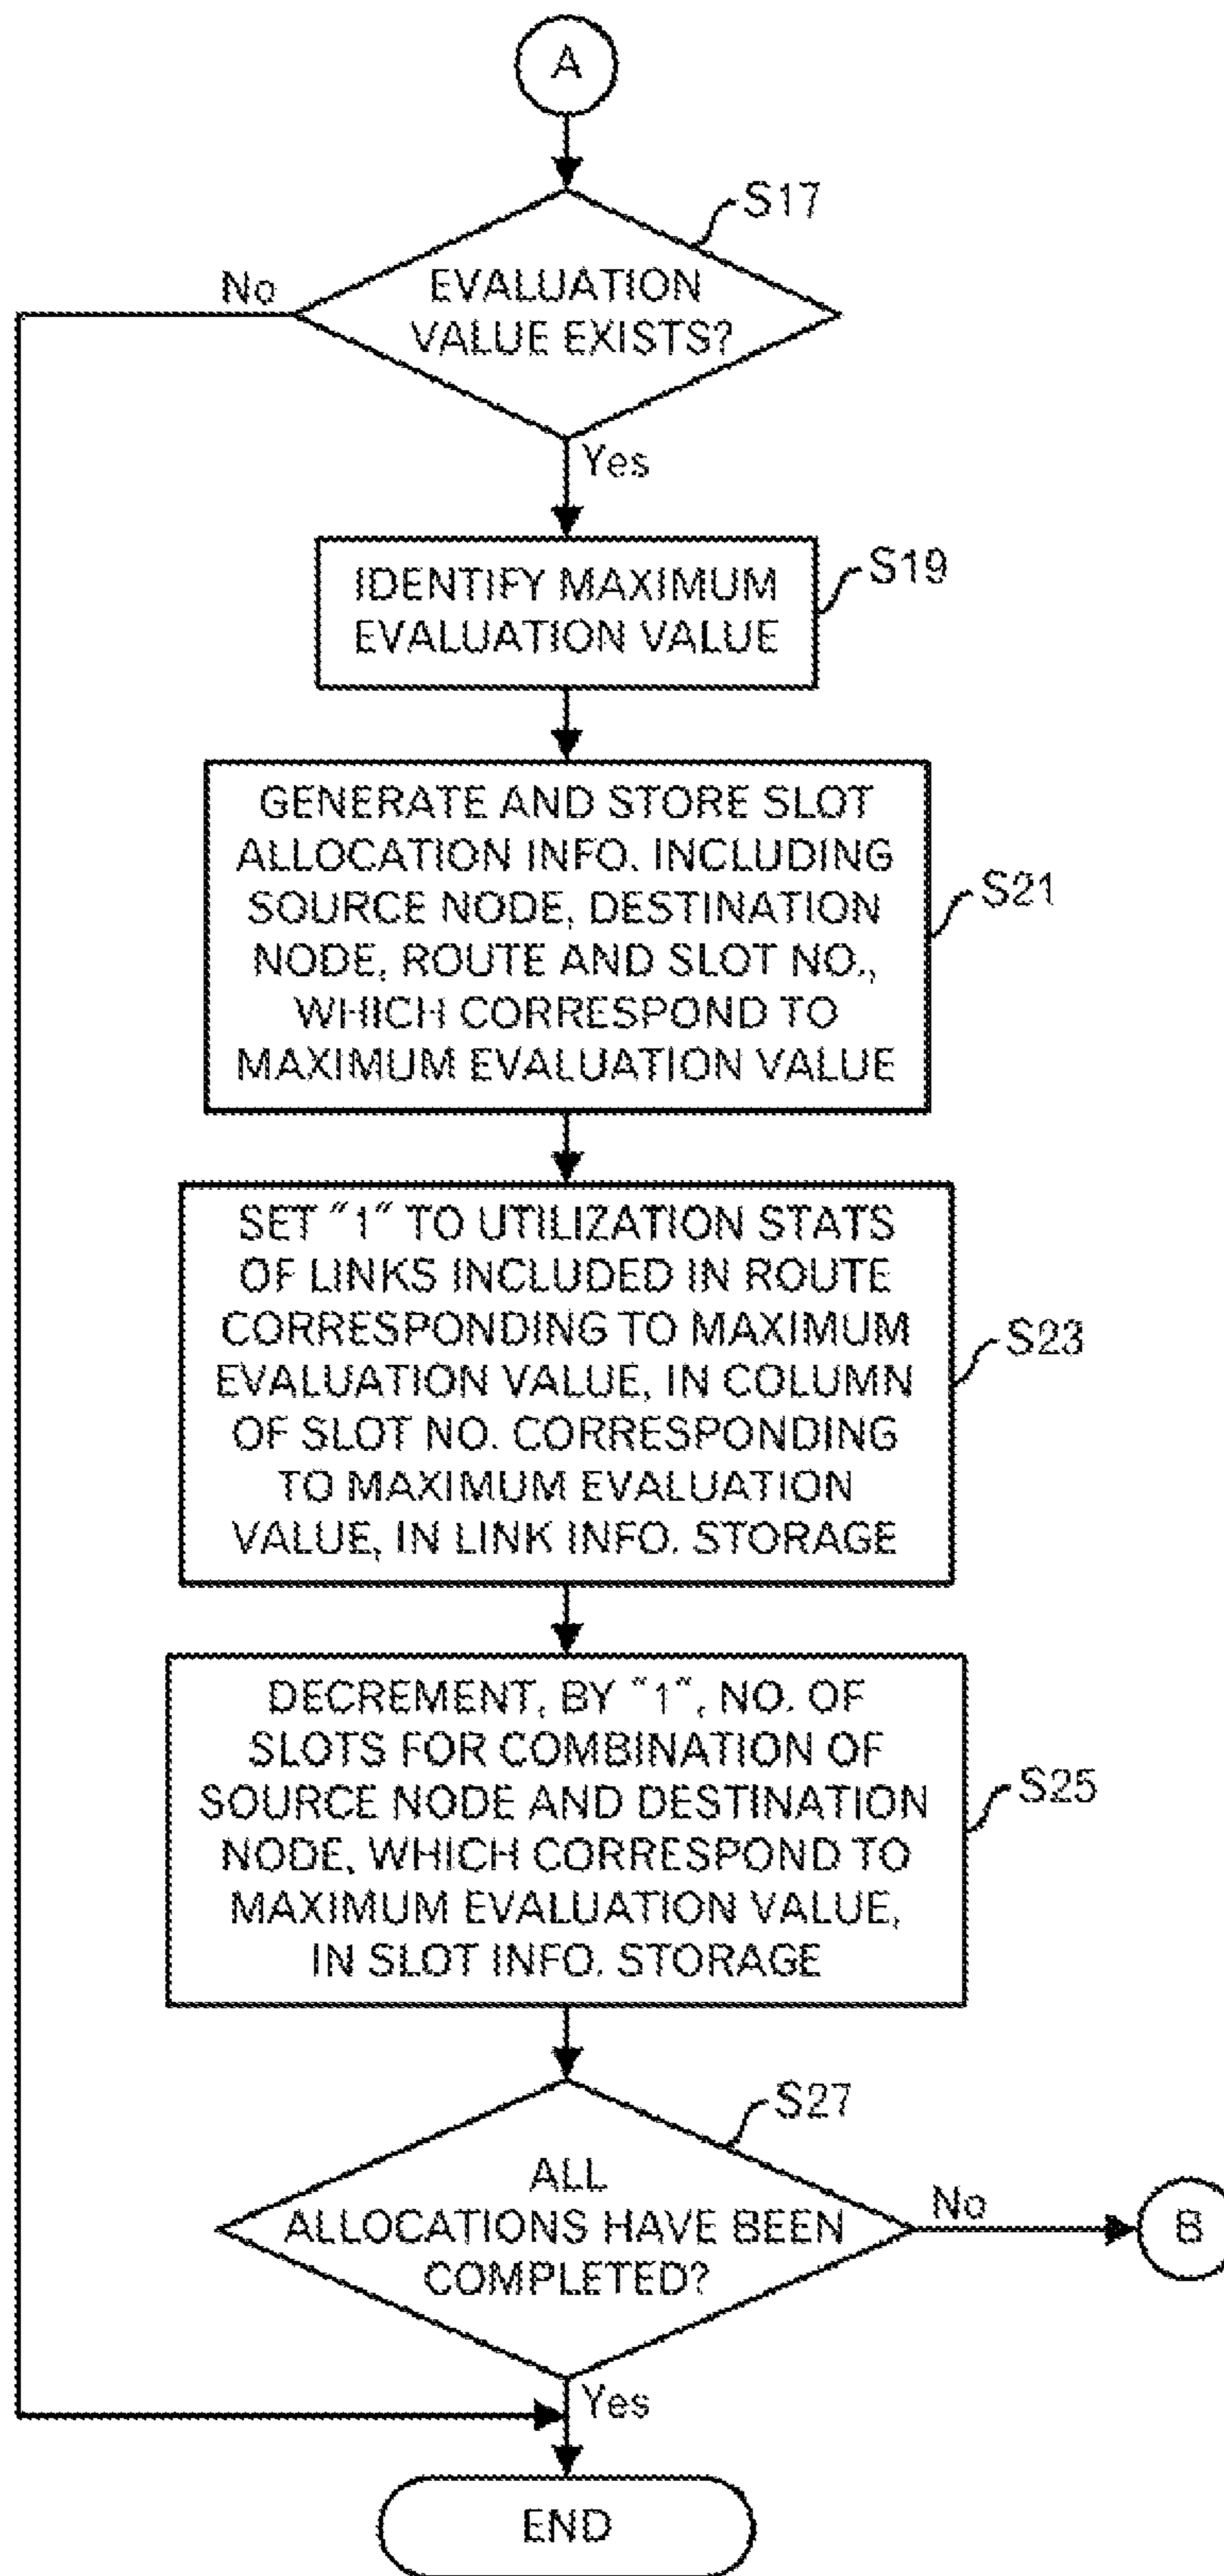 A
S17
No
EVALUATION
VALUE EXISTS?
Yes
S19
IDENTIFY MAXIMUM
EVALUATION VALUE
GENERATE AND STORE SLOT
ALLOCATION INFO. INCLUDING
SOURCE NODE, DESTINATION
NODE, ROUTE AND SLOT NO.,
WHICH CORRESPOND TO
MAXIMUM EVALUATION VALUE
S21
SET "1" TO UTILIZATION STATS
OF LINKS INCLUDED IN ROUTE
CORRESPONDING TO MAXIMUM
EVALUATION VALUE, IN COLUMN
OF SLOT NO. CORRESPONDING
TO MAXIMUM EVALUATION
VALUE, IN LINK INFO. STORAGE
S23
DECREMENT, BY "1", NO. OF
SLOTS FOR COMBINATION OF
SOURCE NODE AND DESTINATION
NODE, WHICH CORRESPOND TO
MAXIMUM EVALUATION VALUE,
IN SLOT INFO. STORAGE
S25
S27
ALL
ALLOCATIONS HAVE BEEN
COMPLETED?
No
B
Yes
END